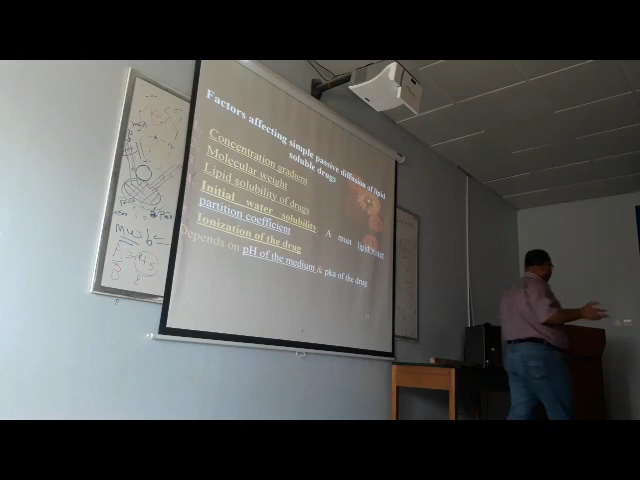 Factors affecting simple passive diffusion of lipid
soluble drugs
Concentration gradient
Molecular weight
Lipid solubility of drugs
Initial water solubility A must lipid/water
partition coefficient
Ionization of the drug
Depends on pH of the medium & pka of the drug